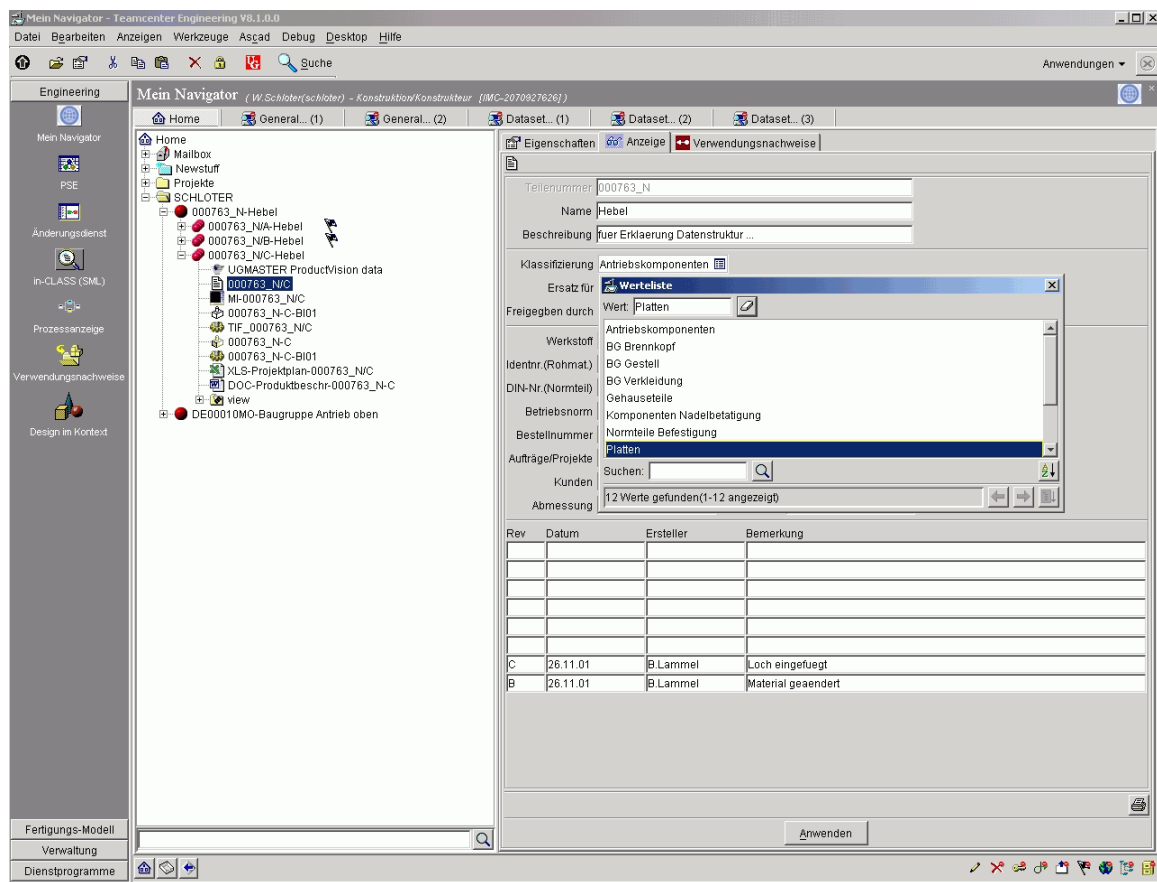 Mein Navigator - Teamcenter Engineering V8.1.0.0
Datei Bearbeiten Anzeigen Werkzeuge Ascad Debug Desktop Hilfe
Suche
Anwendungen
Engineering
Mein Navigator
PSE
Änderungsdienst
in-CLASS (SML)
Prozessanzeige
Verwendungsnachweise
Design im Kontext
Fertigungs-Modell
Verwaltung
Dienstprogramme
Mein Navigator (W.Schloter(schloter) - Konstruktion/Konstrukteur [IMC-2070927626])
Home General... (1) General... (2) Dataset... (1) Dataset... (2) Dataset... (3)
Home
Mailbox
Newstuff
Projekte
SCHLOTER
000763_N-Hebel
000763_N/A-Hebel
000763_N/B-Hebel
000763_N/C-Hebel
UGMASTER ProductVision data
000763_N/C
MI-000763_N/C
000763_N-C-BI01
TIF_000763_N/C
000763_N-C
000763_N-C-BI01
XLS-Projektplan-000763_N/C
DOC-Produktbeschr-000763_N-C
view
DE00010MO-Baugruppe Antrieb oben
Eigenschaften Anzeige Verwendungsnachweise
Teilenummer 000763_N
Name Hebel
Beschreibung fuer Erklaerung Datenstruktur ...
Klassifizierung Antriebskomponenten
Ersatz für
Freigegben durch
Werkstoff
Identnr.(Rohmat.)
DIN-Nr.(Normteil)
Betriebsnorm
Bestellnummer
Aufträge/Projekte
Kunden
Abmessung
Werteliste
Wert: Platten
Antriebskomponenten
BG Brennkopf
BG Gestell
BG Verkleidung
Gehauseteile
Komponenten Nadelbetatigung
Normteile Befestigung
Platten
Suchen:
12 Werte gefunden(1-12 angezeigt)
Rev Datum Ersteller Bemerkung
C 26.11.01 B.Lammel Loch eingefuegt
B 26.11.01 B.Lammel Material geaendert
Anwenden